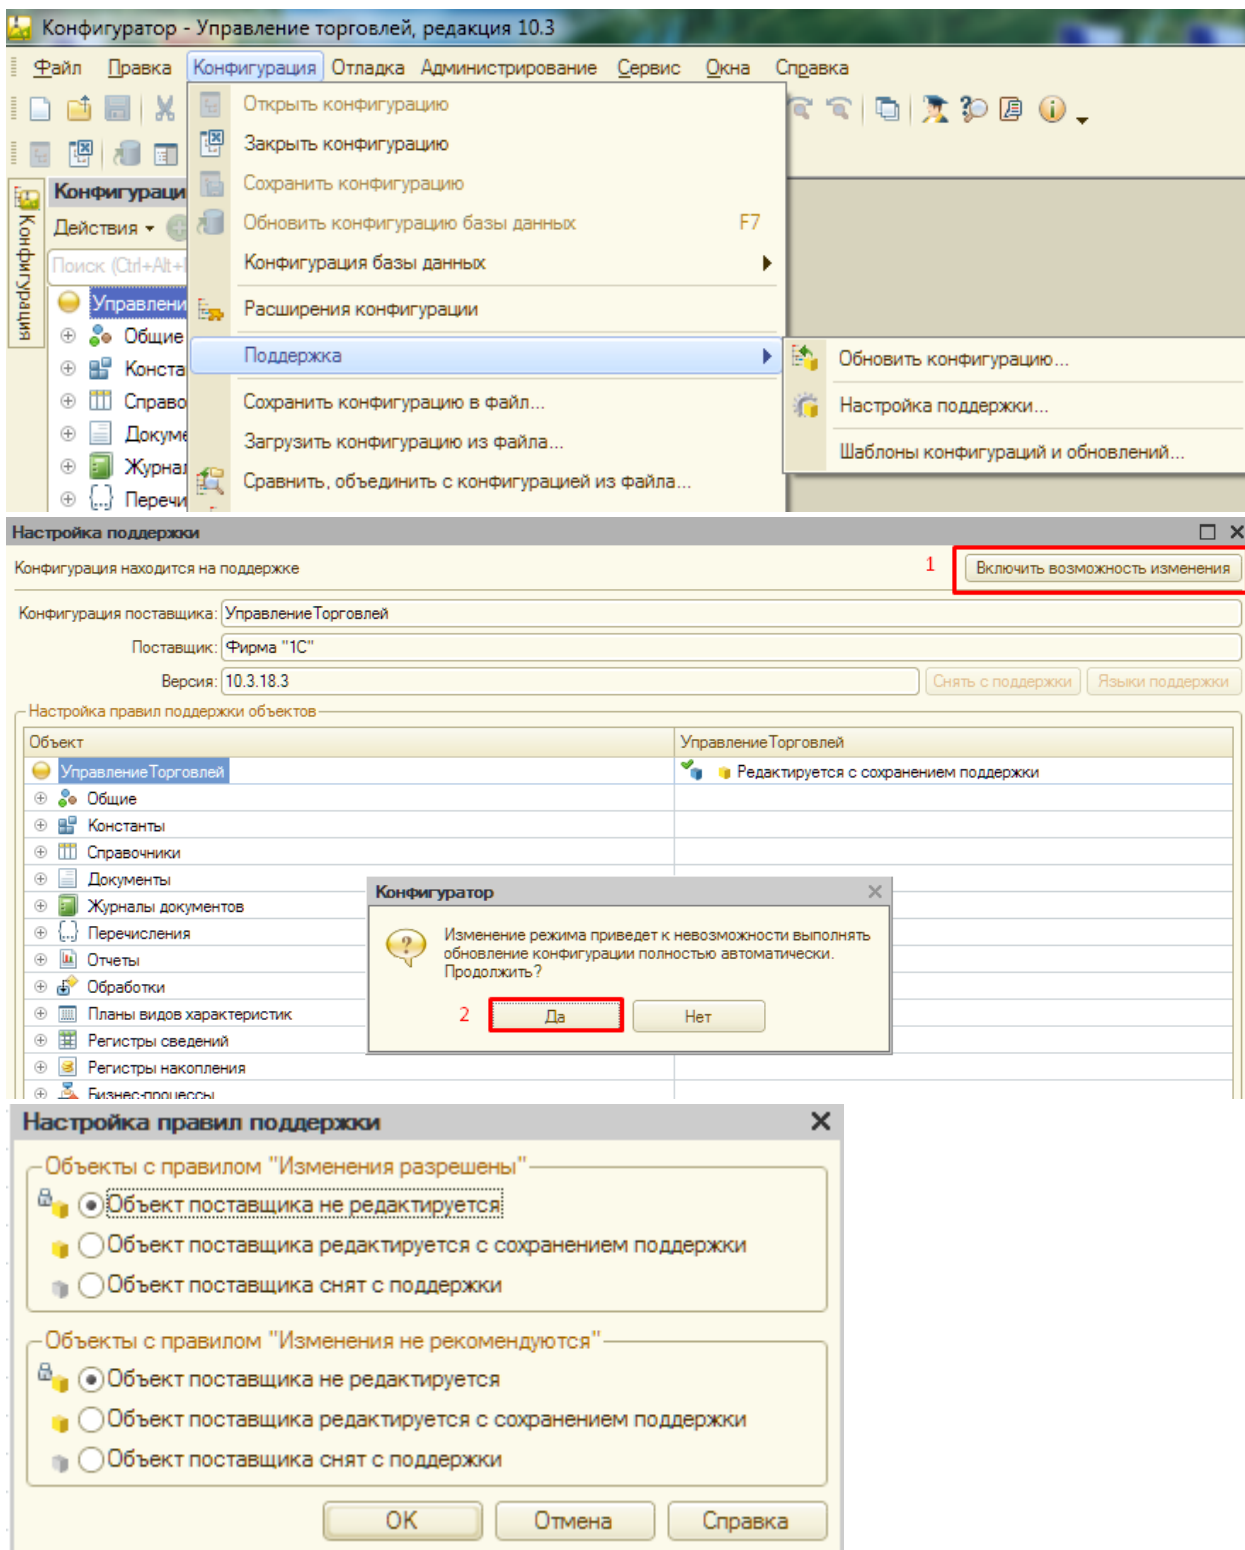 Конфигуратор - Управление торговлей, редакция 10.3
Файл Правка Конфигурация Отладка Администрирование Сервис Окна Справка
Открыть конфигурацию
Закрыть конфигурацию
Сохранить конфигурацию
Обновить конфигурацию базы данных F7
Конфигурация базы данных
Расширения конфигурации
Поддержка
Сохранить конфигурацию в файл...
Загрузить конфигурацию из файла...
Сравнить, объединить с конфигурацией из файла...
Конфигурация
Конфигураци
Действия
Поиск (Ctrl+Alt+
Управлени
Общие
Конста
Справо
Докуме
Журнал
Перечи
Обновить конфигурацию...
Настройка поддержки...
Шаблоны конфигураций и обновлений...
Настройка поддержки
Конфигурация находится на поддержке
1
Включить возможность изменения
Конфигурация поставщика: УправлениеТорговлей
Поставщик: Фирма "1С"
Версия: 10.3.18.3 Снять с поддержки Языки поддержки
Настройка правил поддержки объектов
Объект УправлениеТорговлей
УправлениеТорговлей Редактируется с сохранением поддержки
Общие
Константы
Справочники
Документы
Журналы документов
Перечисления
Отчеты
Обработки
Планы видов характеристик
Регистры сведений
Регистры накопления
Бизнес-процессы
Конфигуратор
Изменение режима приведет к невозможности выполнять
обновление конфигурации полностью автоматически.
Продолжить?
2 Да Нет
Настройка правил поддержки
Объекты с правилом "Изменения разрешены"
Объект поставщика не редактируется
Объект поставщика редактируется с сохранением поддержки
Объект поставщика снят с поддержки
Объекты с правилом "Изменения не рекомендуются"
Объект поставщика не редактируется
Объект поставщика редактируется с сохранением поддержки
Объект поставщика снят с поддержки
OK Отмена Справка